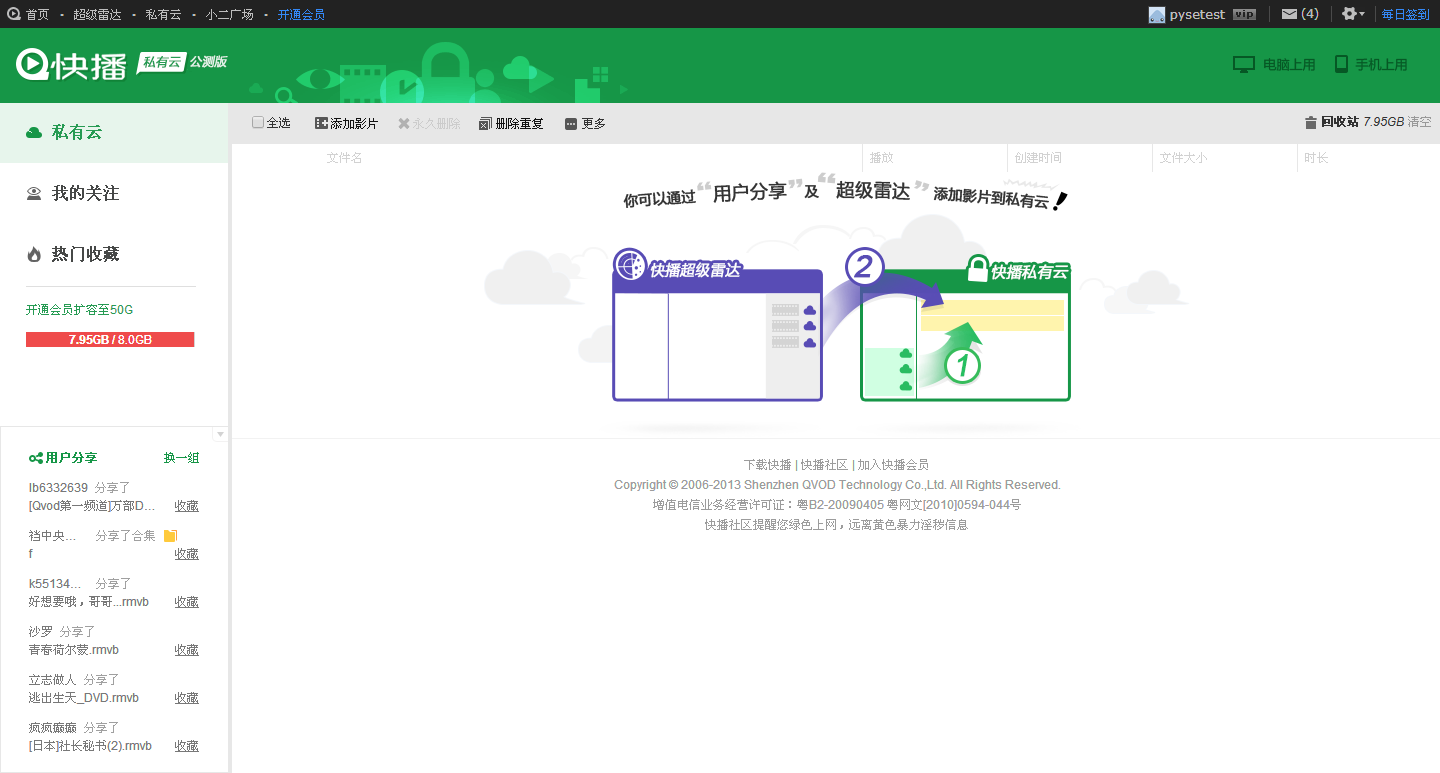 首页 · 超级雷达 · 私有云 · 小二广场 · 开通会员
pysetest vip (4) 每日签到
快播 私有云 公测版
电脑上用 手机上用
私有云
我的关注
热门收藏
开通会员扩容至50G
7.95GB / 8.0GB
全选 添加影片 永久删除 删除重复 更多
回收站 7.95GB 清空
文件名 播放 创建时间 文件大小 时长
你可以通过“用户分享”及“超级雷达”添加影片到私有云!
快播超级雷达 2 快播私有云
1
用户分享 换一组
lb6332639 分享了
[Qvod第一频道]万部D... 收藏
裆中央... 分享了合集
f 收藏
k55134... 分享了
好想要哦，哥哥...rmvb 收藏
沙罗 分享了
青春荷尔蒙.rmvb 收藏
立志做人 分享了
逃出生天_DVD.rmvb 收藏
疯疯癫癫 分享了
[日本]社长秘书(2).rmvb 收藏
下载快播 | 快播社区 | 加入快播会员
Copyright © 2006-2013 Shenzhen QVOD Technology Co.,Ltd. All Rights Reserved.
增值电信业务经营许可证：粤B2-20090405 粤网文[2010]0594-044号
快播社区提醒您绿色上网，远离黄色暴力淫秽信息